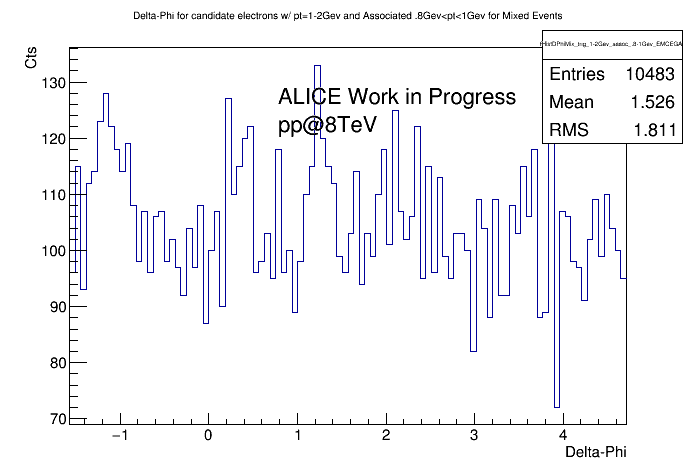 Delta-Phi for candidate electrons w/ pt=1-2Gev and Associated .8Gev<pt<1Gev for Mixed Events
Cts
Entries 10483
Mean 1.526
RMS 1.811
ALICE Work in Progress
pp@8TeV
130
120
110
100
90
80
70
−1 0 1 2 3 4
Delta-Phi